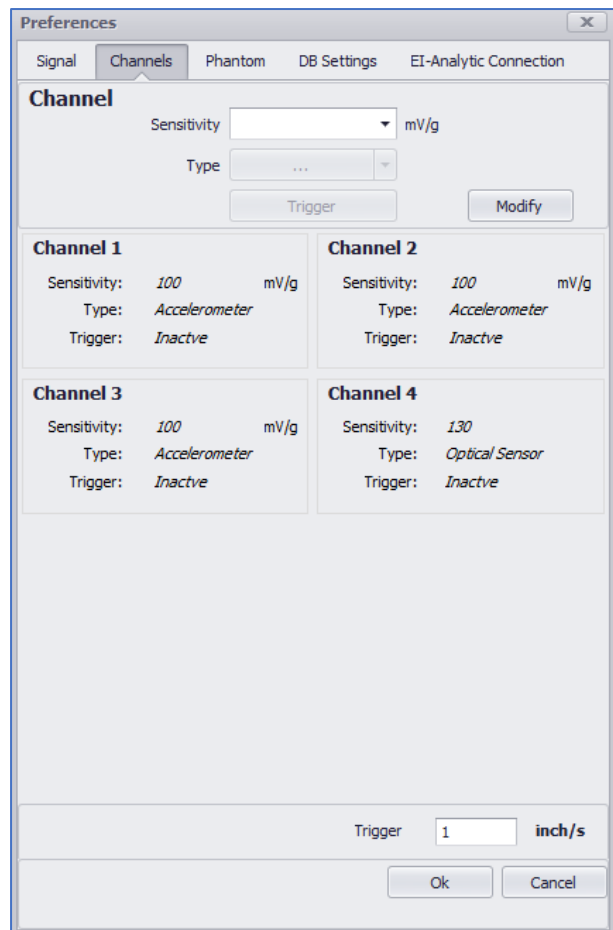 Preferences
Signal Channels Phantom DB Settings EI-Analytic Connection
Channel
Sensitivity mV/g
Type ...
Trigger Modify
Channel 1
Sensitivity: 100 mV/g
Type: Accelerometer
Trigger: Inactve
Channel 2
Sensitivity: 100 mV/g
Type: Accelerometer
Trigger: Inactve
Channel 3
Sensitivity: 100 mV/g
Type: Accelerometer
Trigger: Inactve
Channel 4
Sensitivity: 130
Type: Optical Sensor
Trigger: Inactve
Trigger 1 inch/s
Ok Cancel